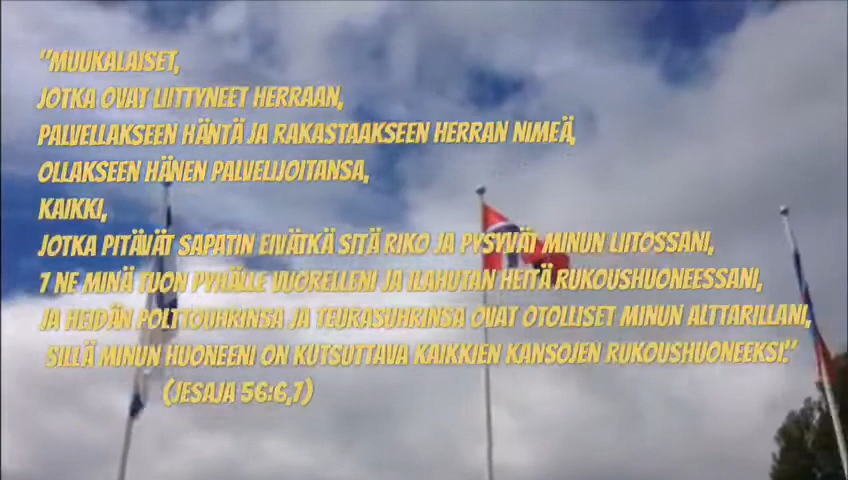 "MUUKALAISET,
JOTKA OVAT LIITTYNEET HERRAAN,
PALVELLAKSEEN HÄNTÄ JA RAKASTAAKSEEN HERRAN NIMEÄ,
OLLAKSEEN HÄNEN PALVELIJOITANSA,
KAIKKI,
JOTKA PITÄVÄT SAPATIN EIVÄTKÄ SITÄ RIKO JA PYSYVÄT MINUN LIITOSSANI,
7 NE MINÄ TUON PYHÄLLE VUORELLENI JA ILAHUTAN HEITÄ RUKOUSHUONEESSANI,
JA HEIDÄN POLTTOUHRINSA JA TEURASUHRINSA OVAT OTOLLISET MINUN ALTTARILLANI,
SILLÄ MINUN HUONEENI ON KUTSUTTAVA KAIKKIEN KANSOJEN RUKOUSHUONEEKSI."
(JESAJA 56:6,7)